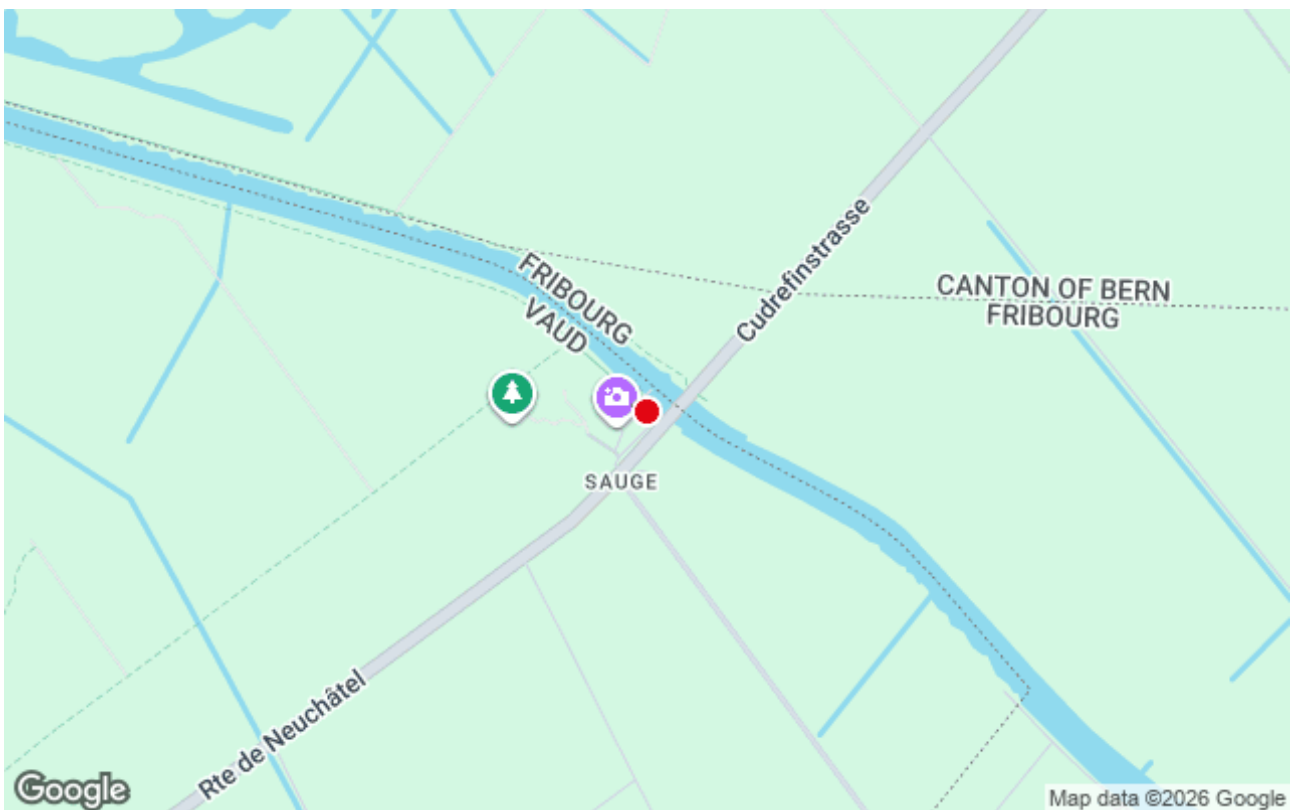 Cudrefinstrasse
FRIBOURG
VAUD
CANTON OF BERN
FRIBOURG
SAUGE
Rte de Neuchâtel
Google
Map data ©2026 Google